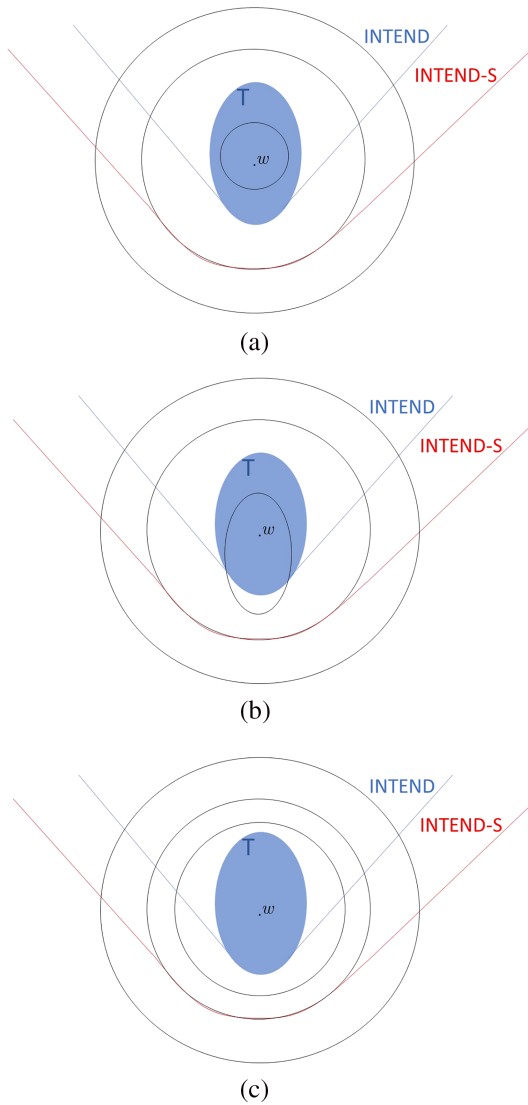 INTEND
INTEND-S
T
.w
(a)
INTEND
INTEND-S
T
.w
(b)
INTEND
INTEND-S
T
.w
(c)